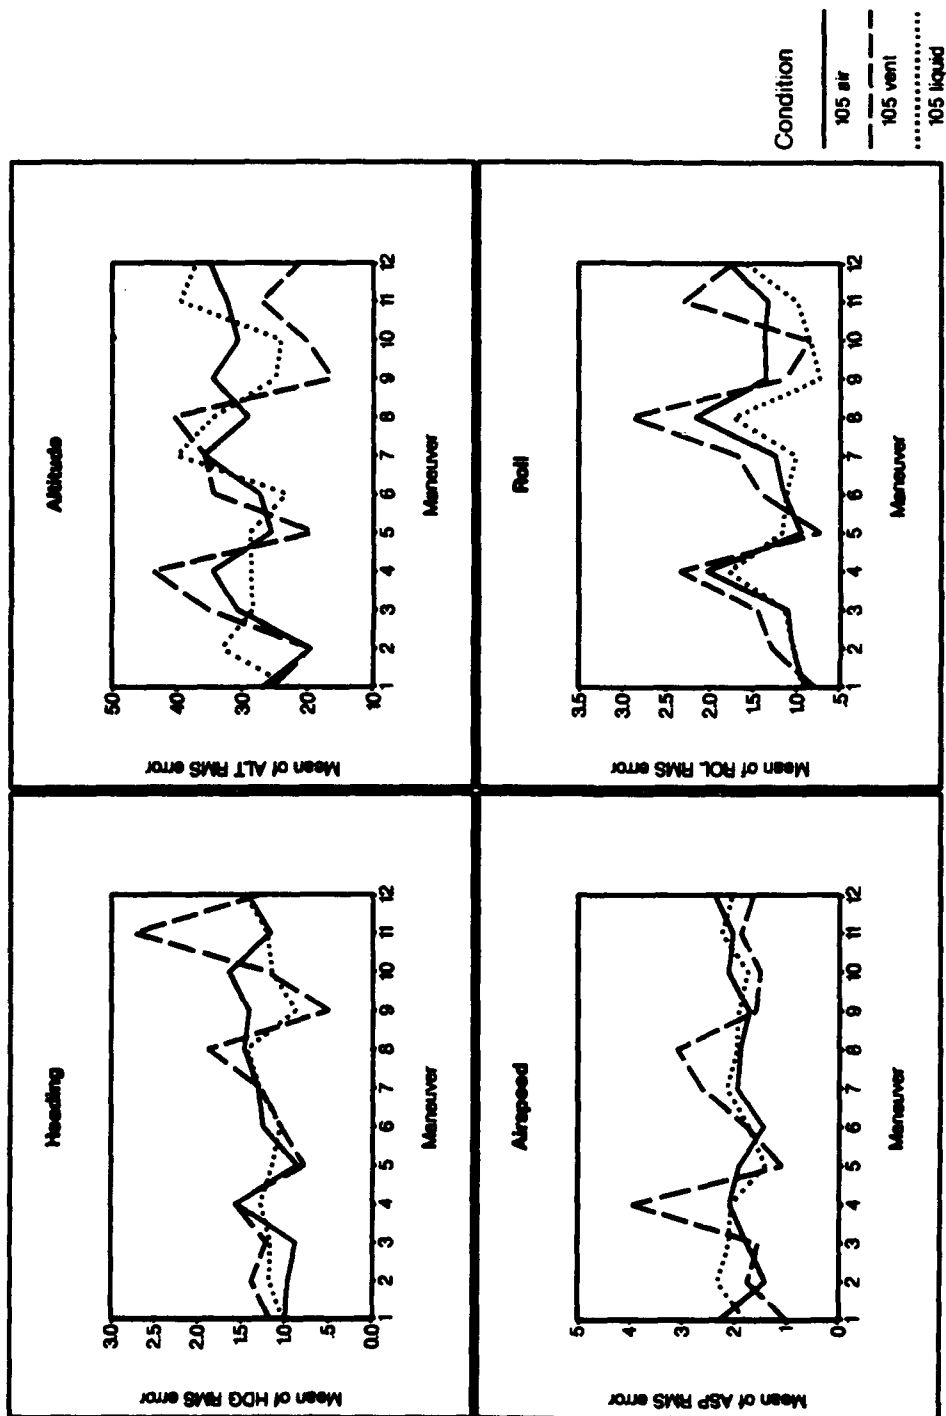 Heading
Mean of HDG RMS error
3.0
2.5
2.0
1.5
1.0
.5
0.0
1 2 3 4 5 6 7 8 9 10 11 12
Maneuver
Altitude
Mean of ALT RMS error
50
40
30
20
10
1 2 3 4 5 6 7 8 9 10 11 12
Maneuver
Airspeed
Mean of ASP RMS error
5
4
3
2
1
0
1 2 3 4 5 6 7 8 9 10 11 12
Maneuver
Roll
Mean of ROL RMS error
3.5
3.0
2.5
2.0
1.5
1.0
.5
1 2 3 4 5 6 7 8 9 10 11 12
Maneuver
Condition
105 air
105 vent
105 liquid